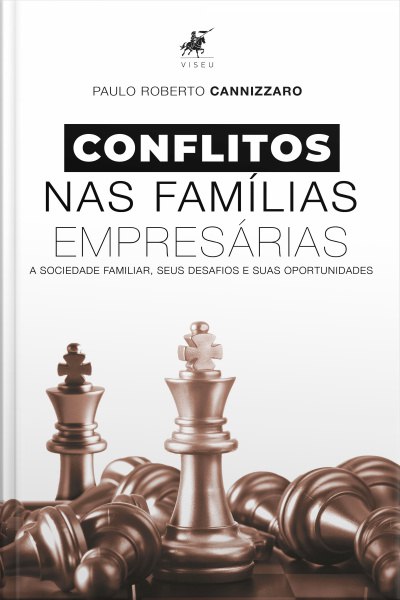 VISEU
PAULO ROBERTO CANNIZZARO
CONFLITOS
NAS FAMÍLIAS
EMPRESÁRIAS
A SOCIEDADE FAMILIAR, SEUS DESAFIOS E SUAS OPORTUNIDADES